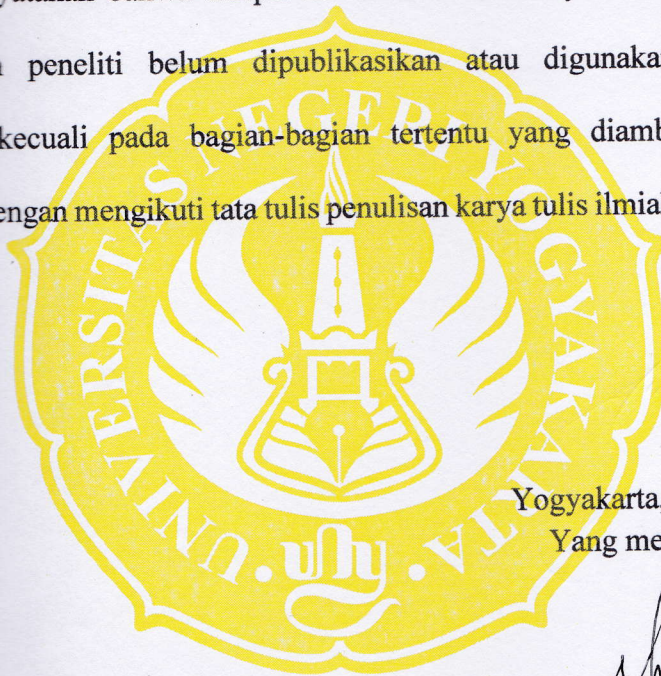 peneliti belum dipublikasikan atau digunaka
kecuali pada bagian-bagian tertentu yang diamb
engan mengikuti tata tulis penulisan karya tulis ilmia
UNIVERSITAS NEGERI YOGYAKARTA
uny
Yogyakarta,
Yang me